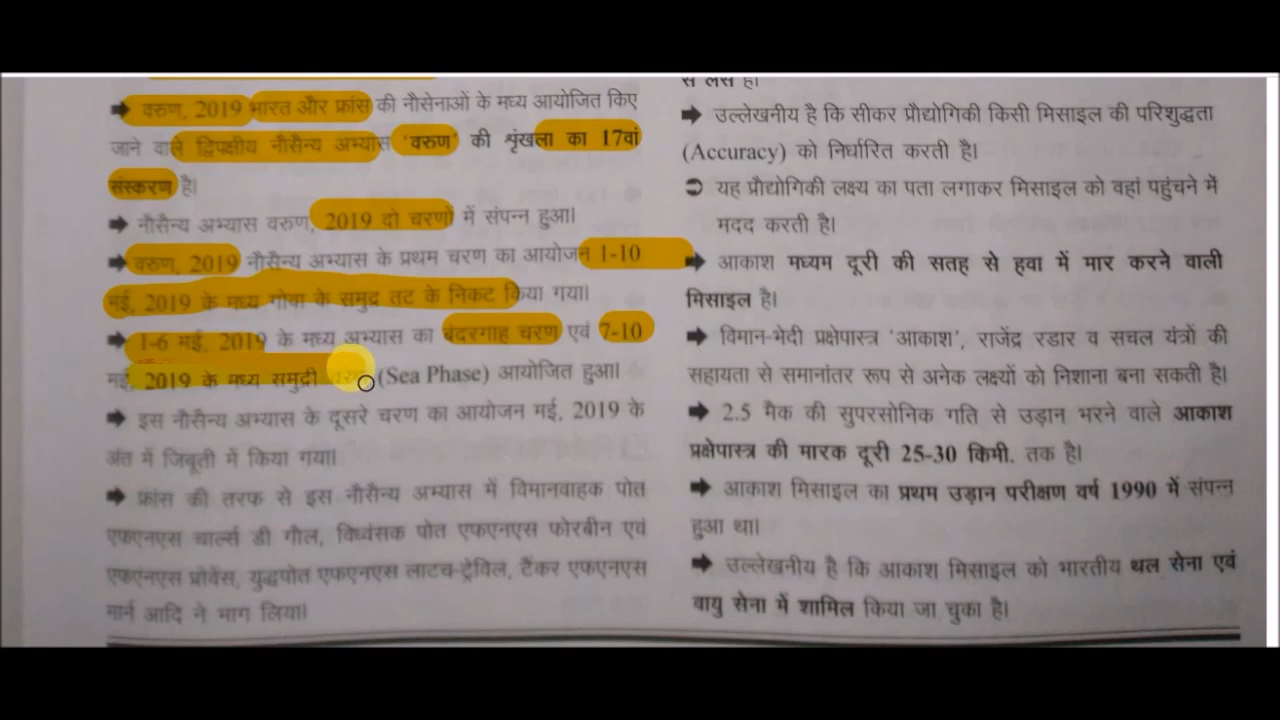 ➡ वरुण, 2019 भारत और फ्रांस की नौसेनाओं के मध्य आयोजित किए
जाने वाले द्विपक्षीय नौसैन्य अभ्यास 'वरुण' की शृंखला का 17वां
संस्करण है।
➡ नौसैन्य अभ्यास वरुण, 2019 दो चरणों में संपन्न हुआ।
➡ वरुण, 2019 नौसैन्य अभ्यास के प्रथम चरण का आयोजन 1-10
मई, 2019 के मध्य गोवा के समुद्र तट के निकट किया गया।
➡ 1-6 मई, 2019 के मध्य अभ्यास का बंदरगाह चरण एवं 7-10
मई, 2019 के मध्य समुद्री चरण (Sea Phase) आयोजित हुआ।
➡ इस नौसैन्य अभ्यास के दूसरे चरण का आयोजन मई, 2019 के
अंत में जिबूती में किया गया।
➡ फ्रांस की तरफ से इस नौसैन्य अभ्यास में विमानवाहक पोत
एफएनएस चार्ल्स डी गौल, विध्वंसक पोत एफएनएस फोरबीन एवं
एफएनएस प्रोवेंस, युद्धपोत एफएनएस लाटच-ट्रेविल, टैंकर एफएनएस
मार्न आदि ने भाग लिया।
से लैस है।
➡ उल्लेखनीय है कि सीकर प्रौद्योगिकी किसी मिसाइल की परिशुद्धता
(Accuracy) को निर्धारित करती है।
➲ यह प्रौद्योगिकी लक्ष्य का पता लगाकर मिसाइल को वहां पहुंचने में
मदद करती है।
➡ आकाश मध्यम दूरी की सतह से हवा में मार करने वाली
मिसाइल है।
➡ विमान-भेदी प्रक्षेपास्त्र 'आकाश', राजेंद्र रडार व सचल यंत्रों की
सहायता से समानांतर रूप से अनेक लक्ष्यों को निशाना बना सकती है।
➡ 2.5 मैक की सुपरसोनिक गति से उड़ान भरने वाले आकाश
प्रक्षेपास्त्र की मारक दूरी 25-30 किमी. तक है।
➡ आकाश मिसाइल का प्रथम उड़ान परीक्षण वर्ष 1990 में संपन्न
हुआ था।
➡ उल्लेखनीय है कि आकाश मिसाइल को भारतीय थल सेना एवं
वायु सेना में शामिल किया जा चुका है।